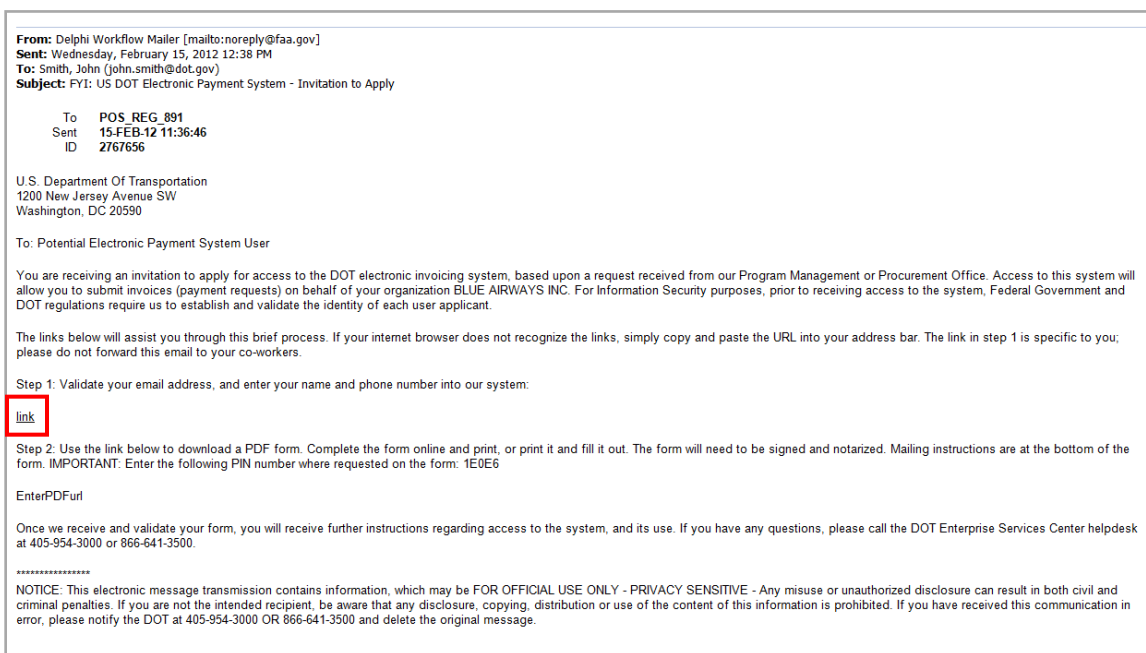 From: Delphi Workflow Mailer [mailto:noreply@faa.gov]
Sent: Wednesday, February 15, 2012 12:38 PM
To: Smith, John (john.smith@dot.gov)
Subject: FYI: US DOT Electronic Payment System - Invitation to Apply
To POS_REG_891
Sent 15-FEB-12 11:36:46
ID 2767656
U.S. Department Of Transportation
1200 New Jersey Avenue SW
Washington, DC 20590
To: Potential Electronic Payment System User
You are receiving an invitation to apply for access to the DOT electronic invoicing system, based upon a request received from our Program Management or Procurement Office. Access to this system will
allow you to submit invoices (payment requests) on behalf of your organization BLUE AIRWAYS INC. For Information Security purposes, prior to receiving access to the system, Federal Government and
DOT regulations require us to establish and validate the identity of each user applicant.
The links below will assist you through this brief process. If your internet browser does not recognize the links, simply copy and paste the URL into your address bar. The link in step 1 is specific to you;
please do not forward this email to your co-workers.
Step 1: Validate your email address, and enter your name and phone number into our system:
link
Step 2: Use the link below to download a PDF form. Complete the form online and print, or print it and fill it out. The form will need to be signed and notarized. Mailing instructions are at the bottom of the
form. IMPORTANT: Enter the following PIN number where requested on the form: 1E0E6
EnterPDFurl
Once we receive and validate your form, you will receive further instructions regarding access to the system, and its use. If you have any questions, please call the DOT Enterprise Services Center helpdesk
at 405-954-3000 or 866-641-3500.
****************
NOTICE: This electronic message transmission contains information, which may be FOR OFFICIAL USE ONLY - PRIVACY SENSITIVE - Any misuse or unauthorized disclosure can result in both civil and
criminal penalties. If you are not the intended recipient, be aware that any disclosure, copying, distribution or use of the content of this information is prohibited. If you have received this communication in
error, please notify the DOT at 405-954-3000 OR 866-641-3500 and delete the original message.